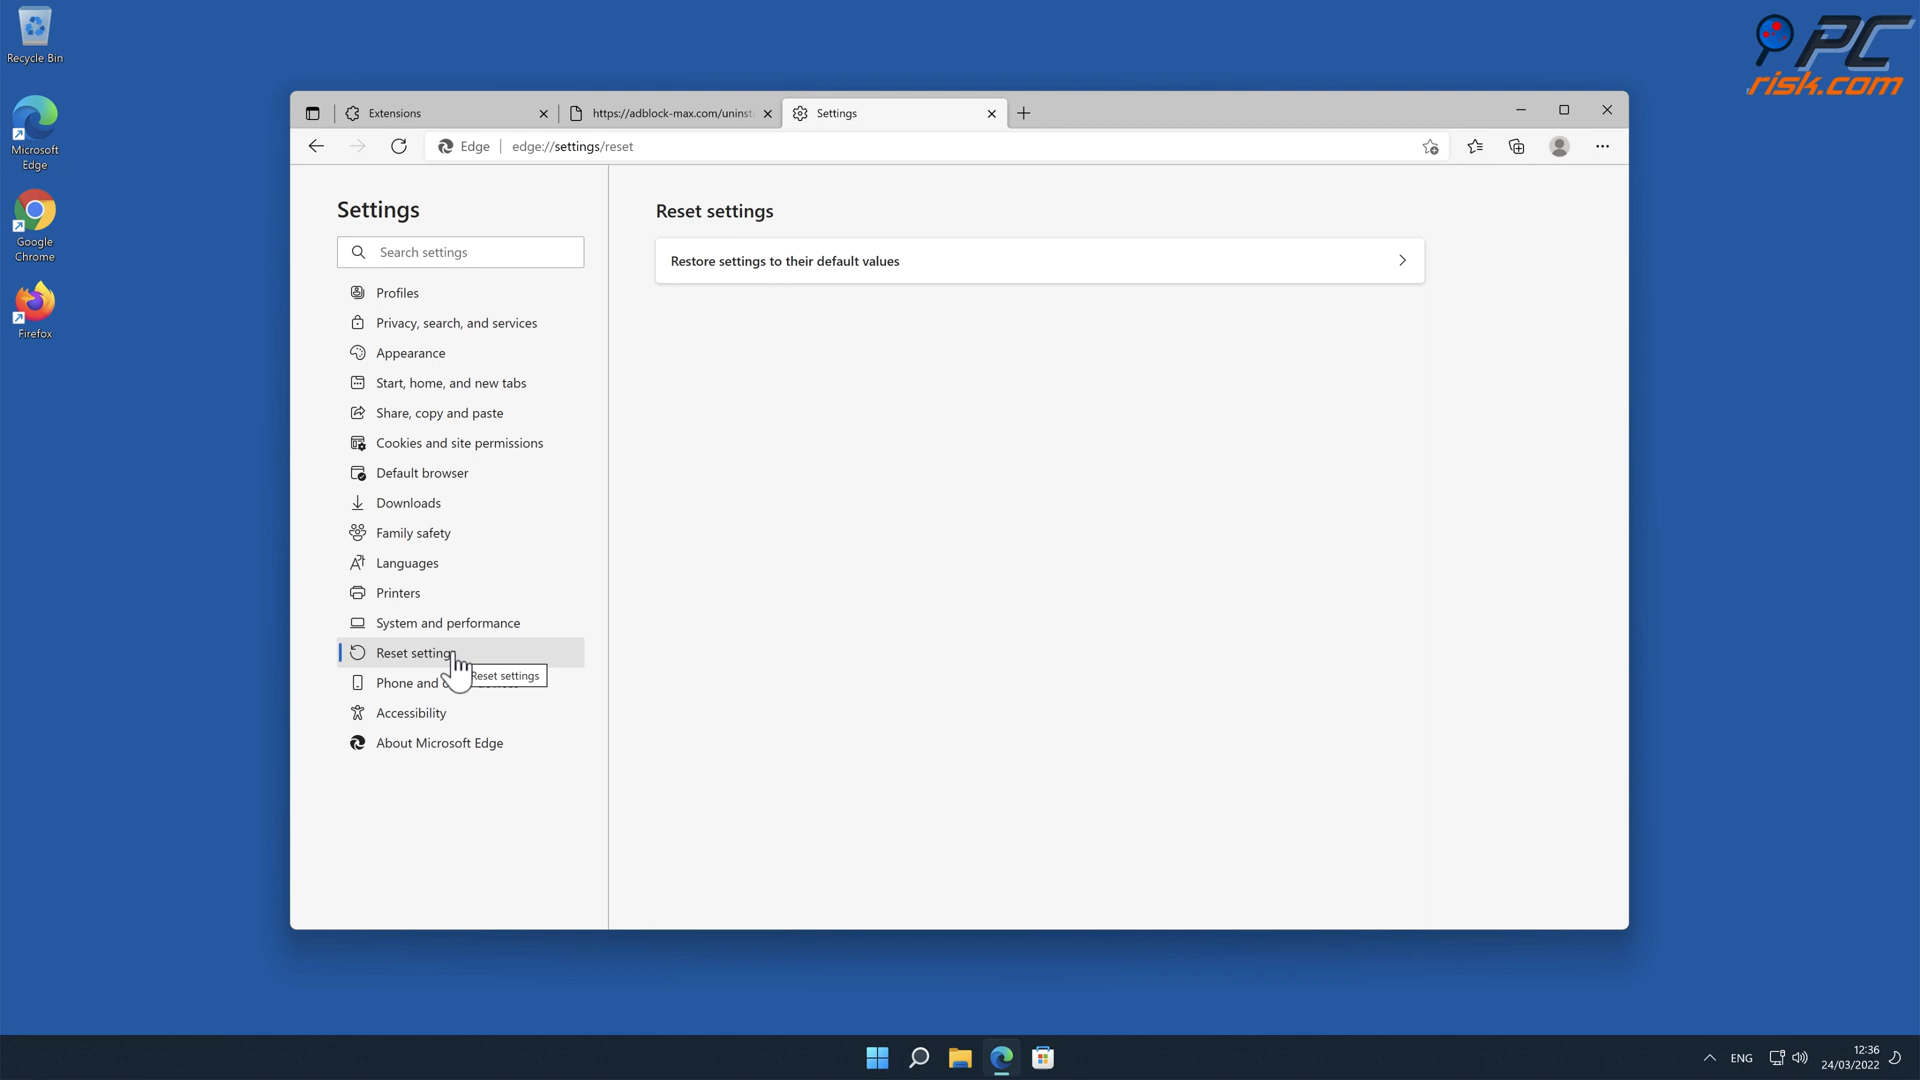 Recycle Bin
Microsoft
Edge
Google
Chrome
Firefox
PC
risk.com
Extensions
https://adblock-max.com/uninst
Settings
Edge
edge://settings/reset
Settings
Search settings
Profiles
Privacy, search, and services
Appearance
Start, home, and new tabs
Share, copy and paste
Cookies and site permissions
Default browser
Downloads
Family safety
Languages
Printers
System and performance
Reset setting
Reset settings
Phone and
Accessibility
About Microsoft Edge
Reset settings
Restore settings to their default values
ENG
12:36
24/03/2022